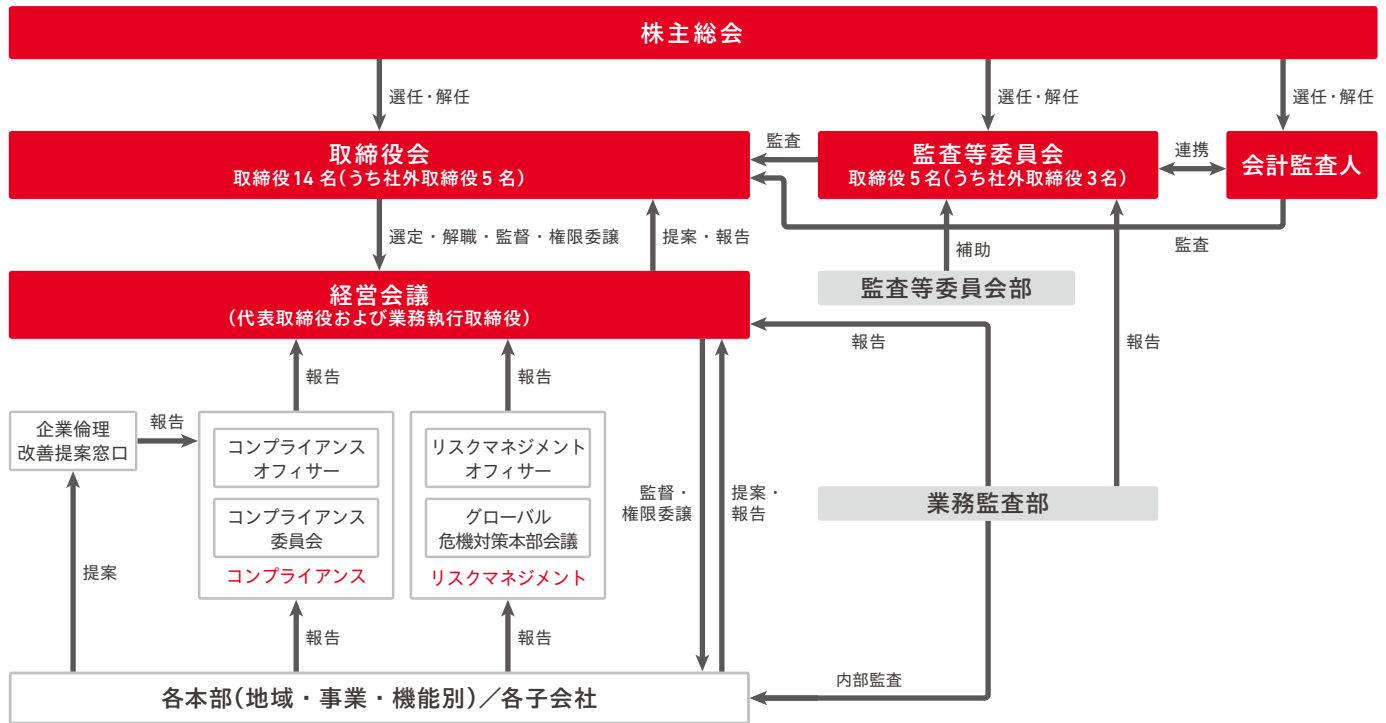 株主総会
選任・解任
選任・解任
選任・解任
取締役会
取締役14名(うち社外取締役5名)
監査
監査等委員会
取締役5名(うち社外取締役3名)
連携
会計監査人
選定・解職・監督・権限委譲
提案・報告
補助
監査
監査等委員会部
経営会議
(代表取締役および業務執行取締役)
報告
報告
報告
報告
企業倫理
改善提案窓口
報告
コンプライアンス
オフィサー
コンプライアンス
委員会
コンプライアンス
リスクマネジメント
オフィサー
グローバル
危機対策本部会議
リスクマネジメント
監督・
権限委譲
提案・
報告
業務監査部
提案
報告
報告
内部監査
各本部(地域・事業・機能別)／各子会社